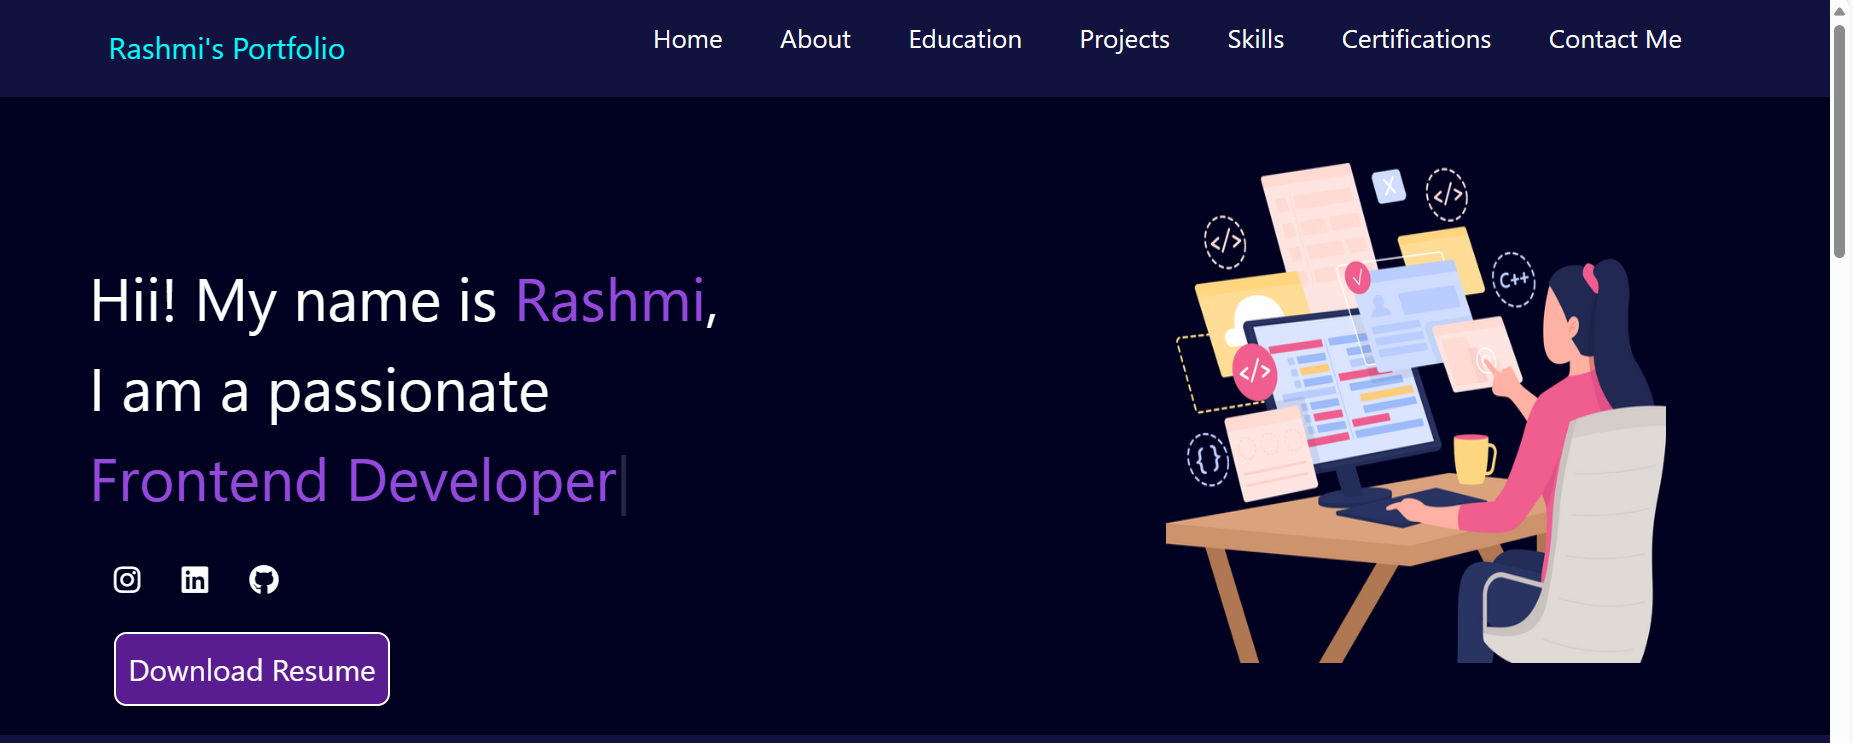 Rashmi's Portfolio
Home About Education Projects Skills Certifications Contact Me
Hii! My name is Rashmi,
I am a passionate
Frontend Developer
in
Download Resume
X
</>
</>
C++
</>
{}